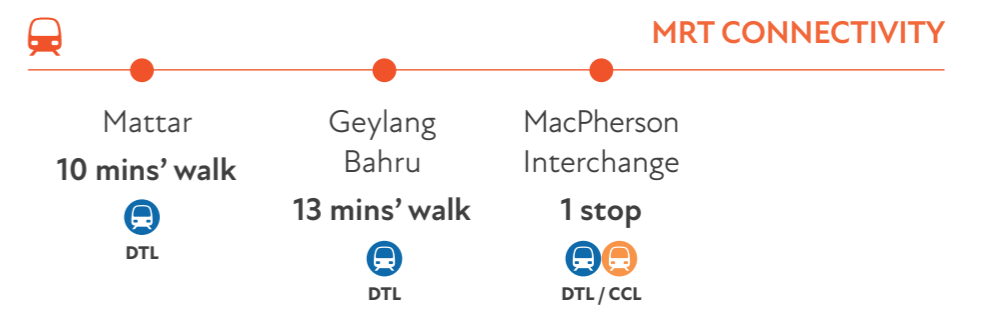 MRT CONNECTIVITY
Mattar
10 mins’ walk
DTL
Geylang
Bahru
13 mins’ walk
DTL
MacPherson
Interchange
1 stop
DTL / CCL